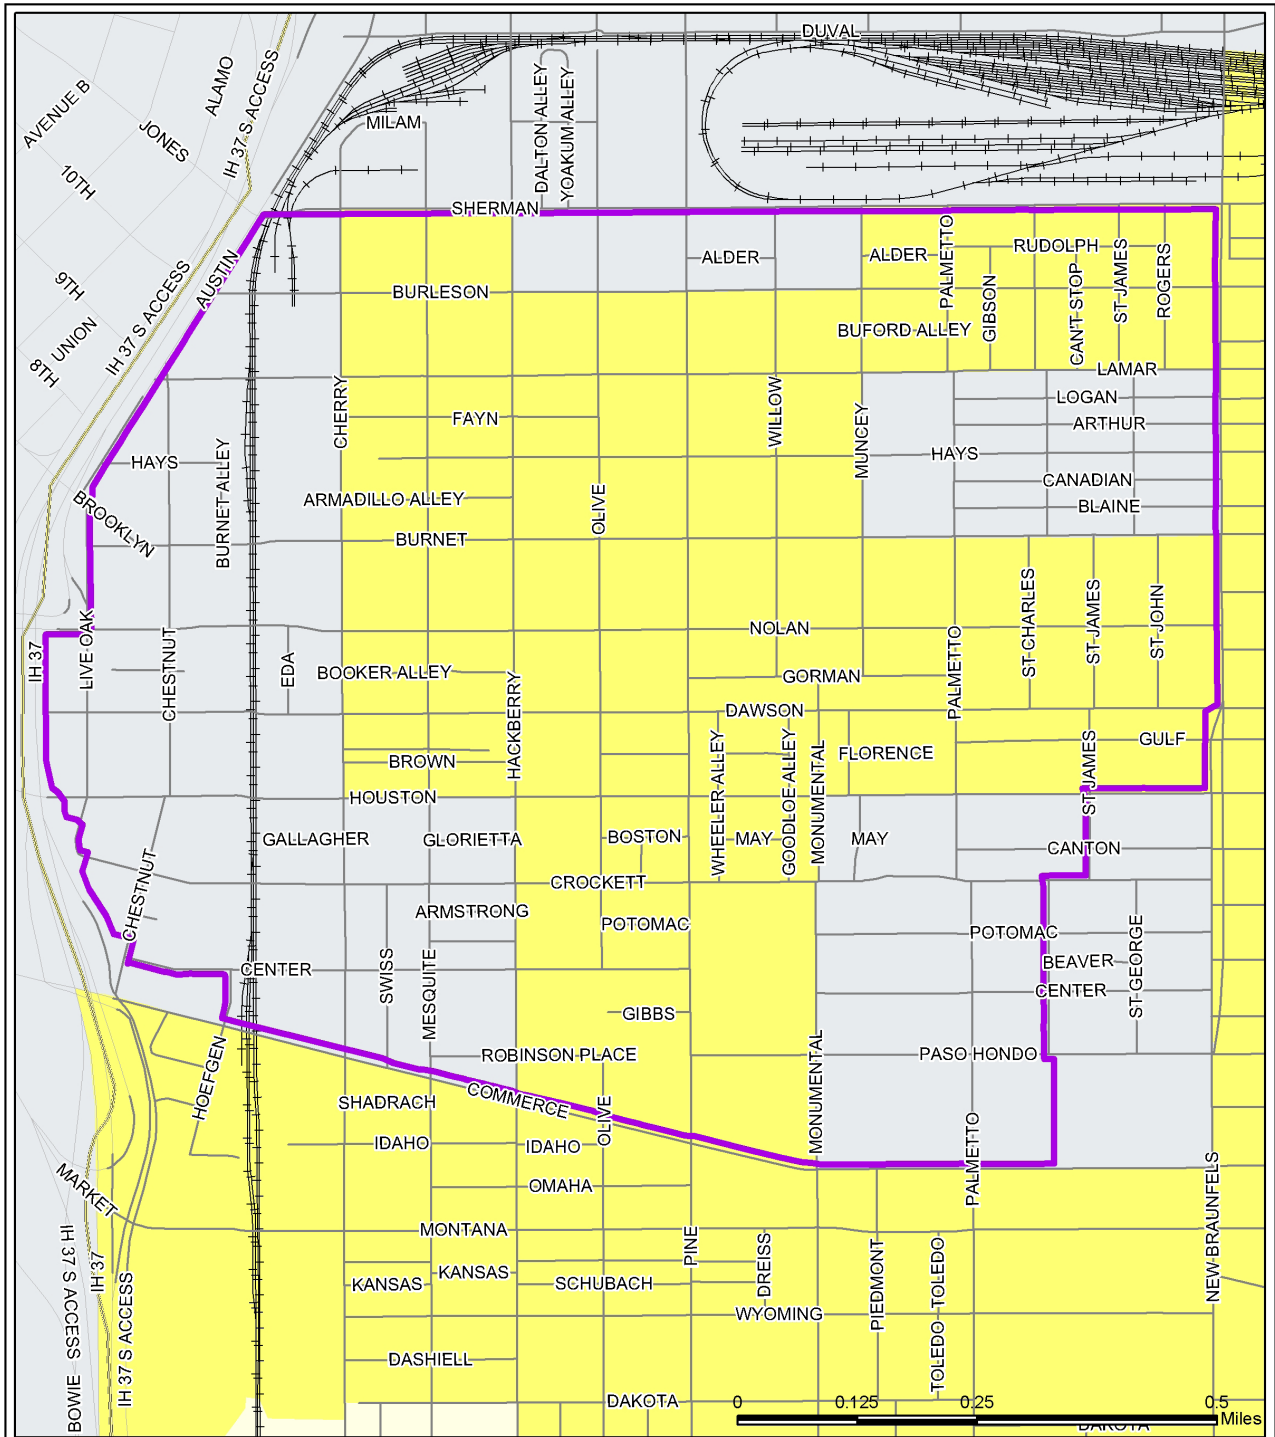 DUVAL
AVENUE B
ALAMO
IH 37 S ACCESS
JONES
10TH
MILAM
DALTON ALLEY
YOAKUM ALLEY
SHERMAN
ALDER
ALDER
PALMETTO
RUDOLPH
GIBSON
CAN'T STOP
ST JAMES
ROGERS
9TH
UNION
8TH
IH 37 S ACCESS
AUSTIN
BURLESON
BUFORD ALLEY
LAMAR
LOGAN
ARTHUR
CHERRY
FAYN
WILLOW
MUNCEY
HAYS
HAYS
CANADIAN
BLAINE
BROOKLYN
BURNET ALLEY
ARMADILLO ALLEY
OLIVE
BURNET
ST CHARLES
ST JAMES
ST JOHN
NOLAN
IH 37
LIVE OAK
CHESTNUT
EDA
BOOKER ALLEY
GORMAN
PALMETTO
HACKBERRY
DAWSON
WHEELER ALLEY
GOODLOE ALLEY
MONUMENTAL
FLORENCE
ST JAMES
GULF
BROWN
HOUSTON
GALLAGHER
GLORIETTA
BOSTON
MAY
MAY
CANTON
CHESTNUT
CROCKETT
ARMSTRONG
POTOMAC
POTOMAC
ST GEORGE
BEAVER
CENTER
SWISS
MESQUITE
CENTER
GIBBS
HOEFGEN
ROBINSON PLACE
MONUMENTAL
PASO HONDO
SHADRACH
COMMERCE
OLIVE
IDAHO
IDAHO
PALMETTO
MARKET
OMAHA
NEW BRAUNFELS
MONTANA
IH 37 S ACCESS
IH 37
IH 37 S ACCESS
PINE
DREISS
PIEDMONT
TOLEDO
TOLEDO
KANSAS
KANSAS
SCHUBACH
WYOMING
DASHIELL
BOWIE
DAKOTA
0 0.125 0.25 0.5
Miles
DAKOTA